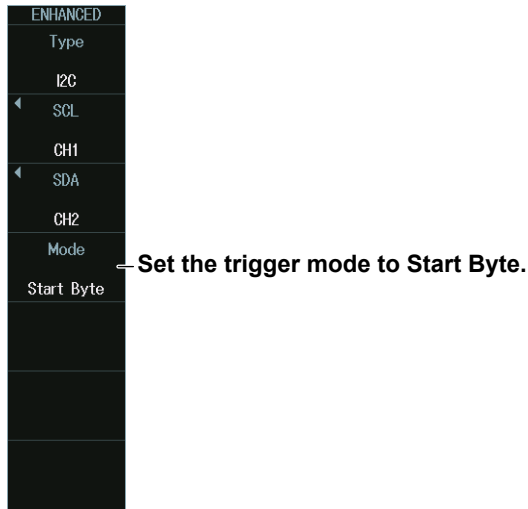 ENHANCED
Type
I2C
SCL
CH1
SDA
CH2
Mode
Start Byte
Set the trigger mode to Start Byte.